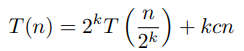 T(n) = 2^k T(n/2^k) + kcn